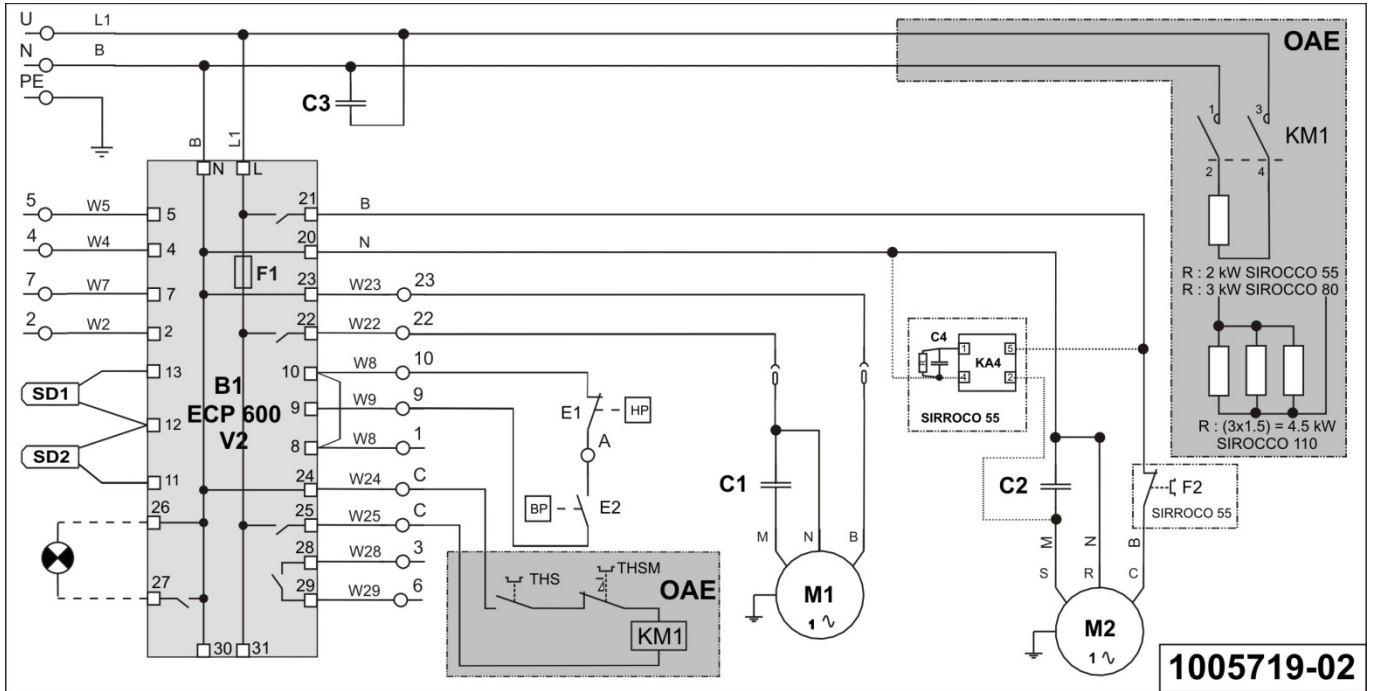 U L1
N B
PE
C3
OAE
1 3
KM1
2 4
B L1
N L
5 W5 5
4 W4 4
7 W7 7
2 W2 2
13
SD1
12
SD2
11
26
27
30 31
F1
B1
ECP 600
V2
21 B
20 N
23 W23 23
22 W22 22
10 W8 10
9 W9 9
8 W8 1
24 W24 C
25 W25 C
28 W28 3
29 W29 6
E1 HP
A
BP E2
THS THSM
OAE
KM1
C1
M N B
M1
1 ∿
C4
1 5
KA4
4 2
SIRROCO 55
C2
F2
SIRROCO 55
M N B
S R C
M2
1 ∿
R : 2 kW SIROCCO 55
R : 3 kW SIROCCO 80
R : (3x1.5) = 4.5 kW
SIROCCO 110
1005719-02